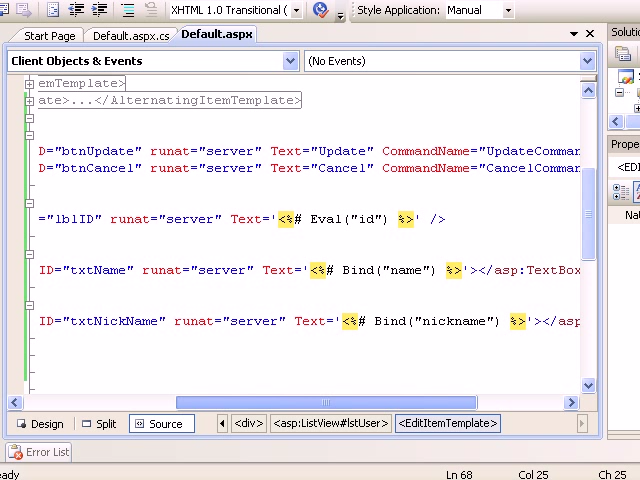 XHTML 1.0 Transitional ( Style Application: Manual
Start Page Default.aspx.cs Default.aspx
Client Objects & Events (No Events)
emTemplate>
ate>...</AlternatingItemTemplate>
D="btnUpdate" runat="server" Text="Update" CommandName="UpdateComman
D="btnCancel" runat="server" Text="Cancel" CommandName="CancelComman
="lblID" runat="server" Text='<%# Eval("id") %>' />
ID="txtName" runat="server" Text='<%# Bind("name") %>'></asp:TextBox
ID="txtNickName" runat="server" Text='<%# Bind("nickname") %>'></asp
Design Split Source <div> <asp:ListView#lstUser> <EditItemTemplate>
Error List
eady Ln 68 Col 25 Ch 25
Solutio
Prope
<EDI
Na